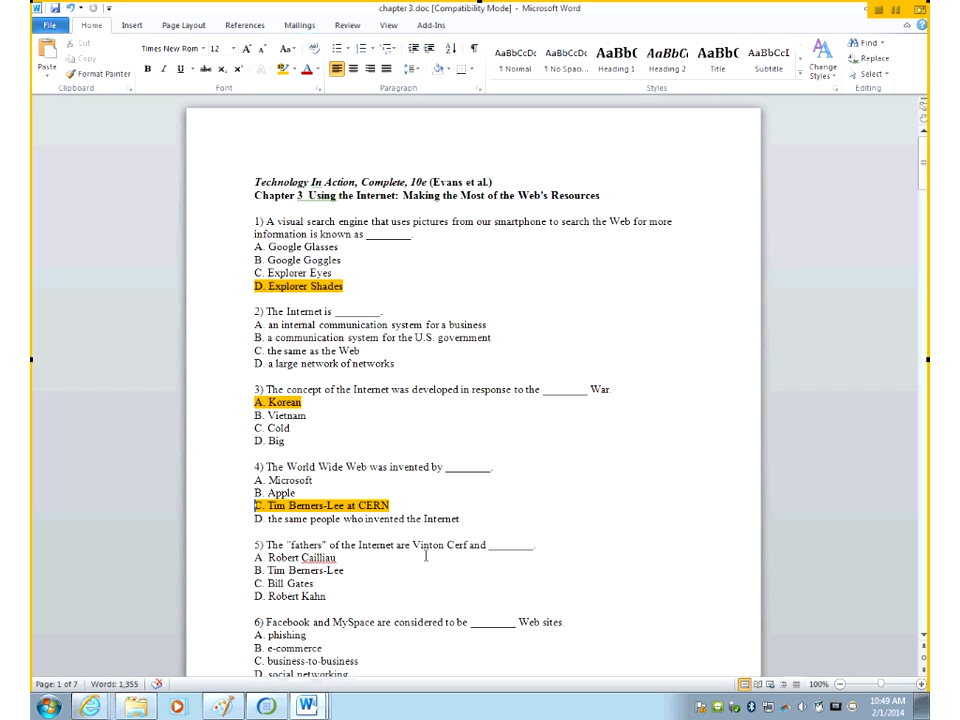 chapter 3.doc [Compatibility Mode] - Microsoft Word
File Home Insert Page Layout References Mailings Review View Add-Ins
Paste
Cut
Copy
Format Painter
Clipboard
Times New Rom 12
Font
Paragraph
AaBbCcDc AaBbCcDc AaBbC AaBbCc AaBbC AaBbCcL
¶ Normal ¶ No Spaci... Heading 1 Heading 2 Title Subtitle
Change Styles
Styles
Find
Replace
Select
Editing
Technology In Action, Complete, 10e (Evans et al.)
Chapter 3 Using the Internet: Making the Most of the Web's Resources
1) A visual search engine that uses pictures from our smartphone to search the Web for more
information is known as ________.
A. Google Glasses
B. Google Goggles
C. Explorer Eyes
D. Explorer Shades
2) The Internet is ________.
A. an internal communication system for a business
B. a communication system for the U.S. government
C. the same as the Web
D. a large network of networks
3) The concept of the Internet was developed in response to the ________ War.
A. Korean
B. Vietnam
C. Cold
D. Big
4) The World Wide Web was invented by ________.
A. Microsoft
B. Apple
C. Tim Berners-Lee at CERN
D. the same people who invented the Internet
5) The "fathers" of the Internet are Vinton Cerf and ________.
A. Robert Cailliau
B. Tim Berners-Lee
C. Bill Gates
D. Robert Kahn
6) Facebook and MySpace are considered to be ________ Web sites.
A. phishing
B. e-commerce
C. business-to-business
D. social networking
Page: 1 of 7 Words: 1,355
100%
10:49 AM
2/1/2014